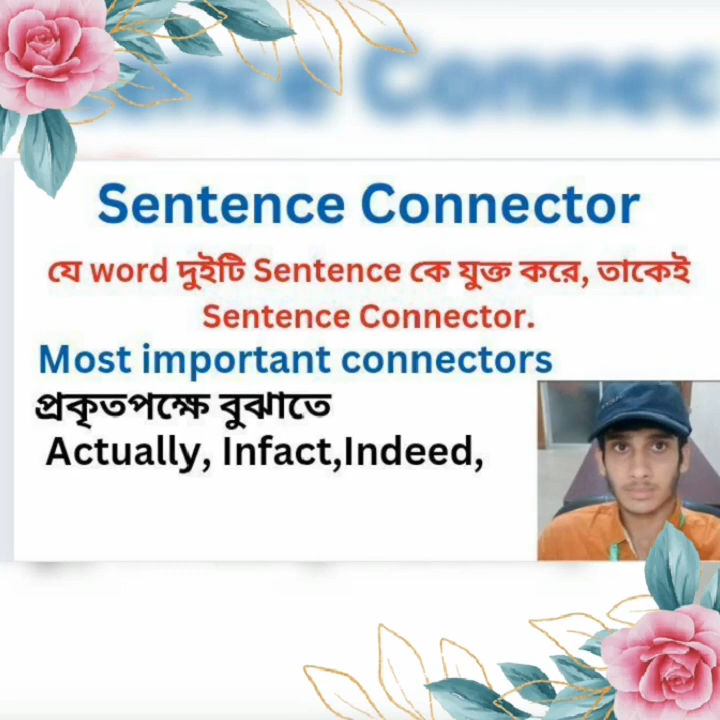 Sentence Connector
যে word দুইটি Sentence কে যুক্ত করে, তাকেই
Sentence Connector.
Most important connectors
প্রকৃতপক্ষে বুঝাতে
Actually, Infact,Indeed,